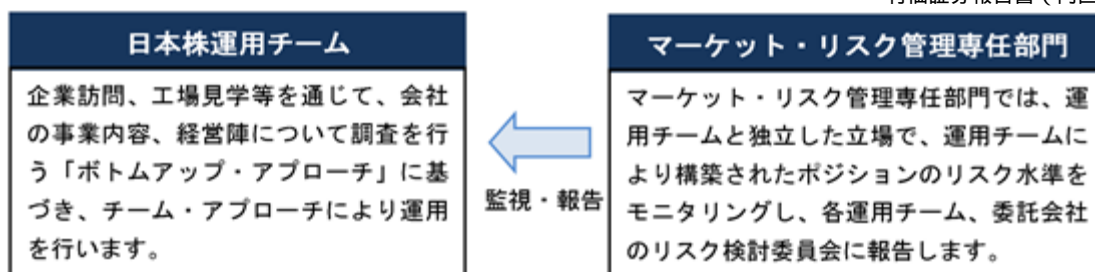 日本株運用チーム
企業訪問、工場見学等を通じて、会社
の事業内容、経営陣について調査を行
う「ボトムアップ・アプローチ」に基
づき、チーム・アプローチにより運用
を行います。
監視・報告
マーケット・リスク管理専任部門
マーケット・リスク管理専任部門では、運
用チームと独立した立場で、運用チームに
より構築されたポジションのリスク水準を
モニタリングし、各運用チーム、委託会社
のリスク検討委員会に報告します。